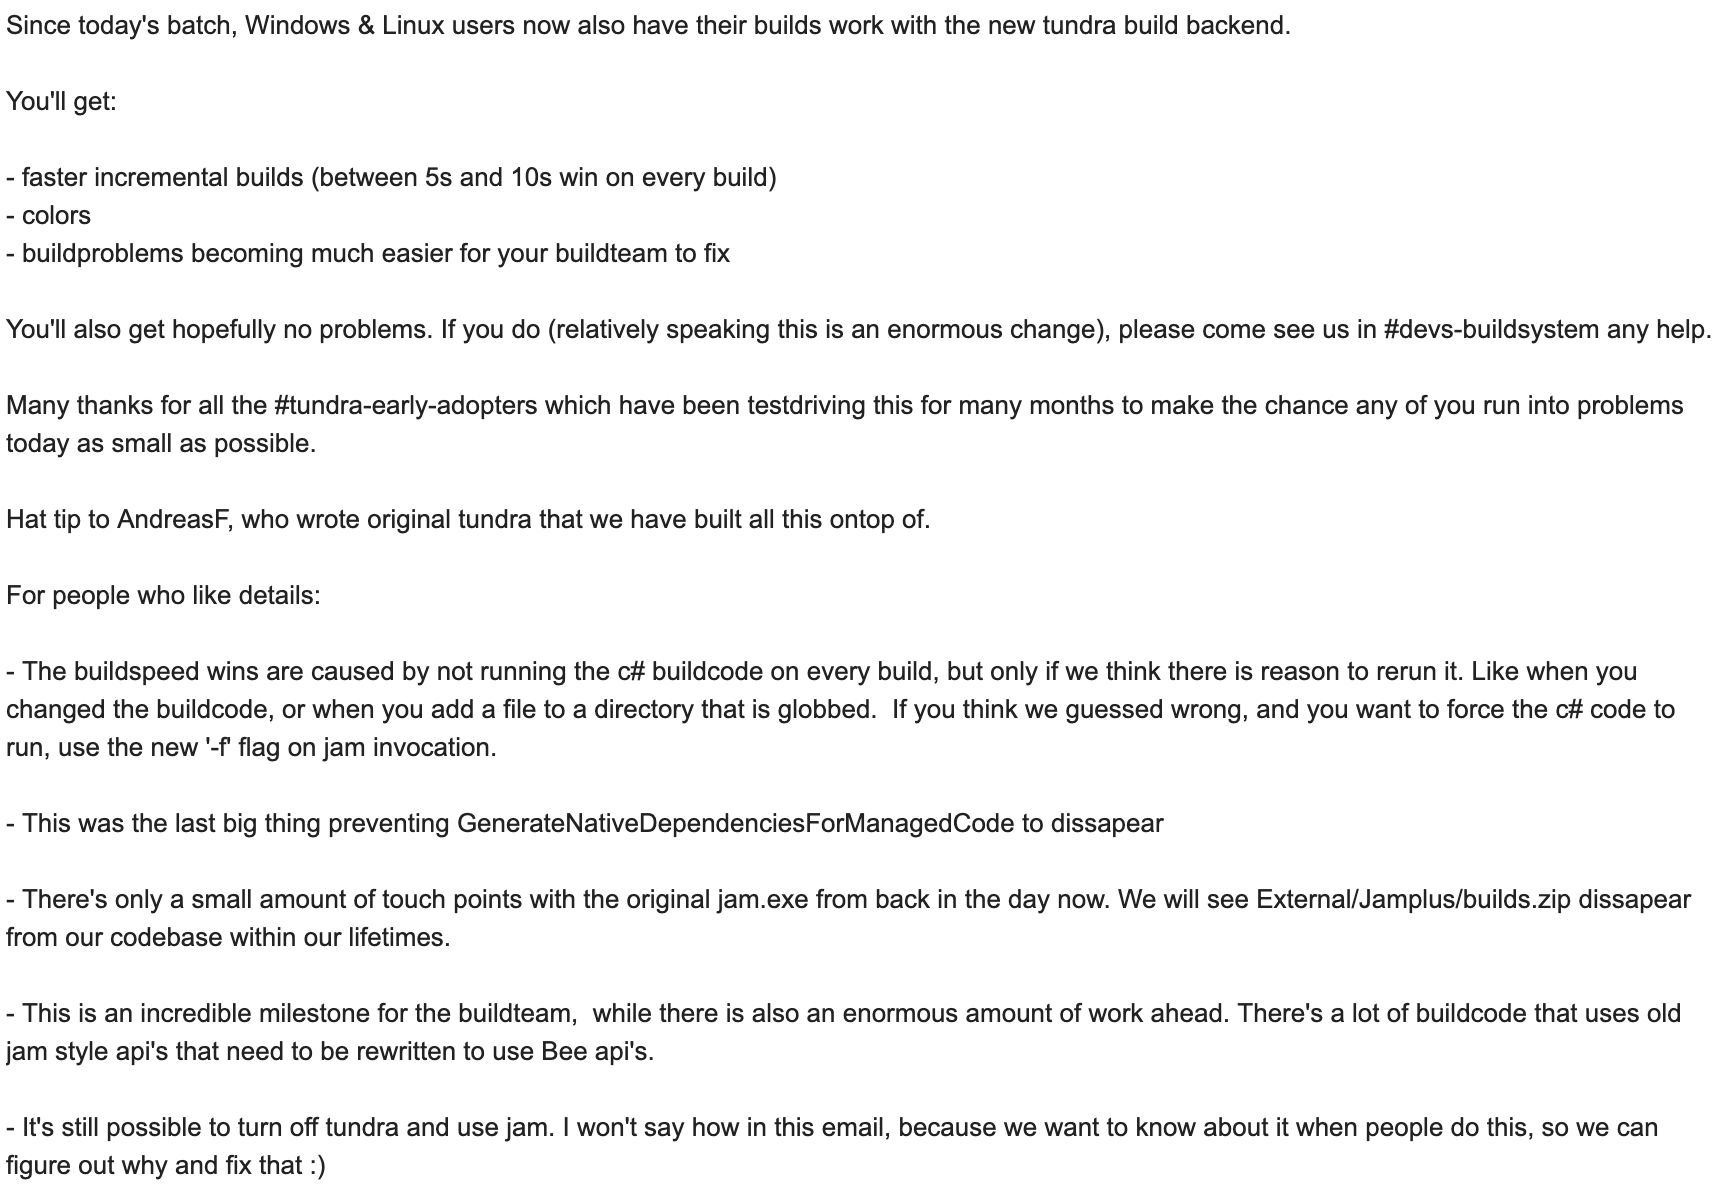 Since today's batch, Windows & Linux users now also have their builds work with the new tundra build backend.
You'll get:
- faster incremental builds (between 5s and 10s win on every build)
- colors
- buildproblems becoming much easier for your buildteam to fix
You'll also get hopefully no problems. If you do (relatively speaking this is an enormous change), please come see us in #devs-buildsystem any help.
Many thanks for all the #tundra-early-adopters which have been testdriving this for many months to make the chance any of you run into problems
today as small as possible.
Hat tip to AndreasF, who wrote original tundra that we have built all this ontop of.
For people who like details:
- The buildspeed wins are caused by not running the c# buildcode on every build, but only if we think there is reason to rerun it. Like when you
changed the buildcode, or when you add a file to a directory that is globbed.  If you think we guessed wrong, and you want to force the c# code to
run, use the new '-f' flag on jam invocation.
- This was the last big thing preventing GenerateNativeDependenciesForManagedCode to dissapear
- There's only a small amount of touch points with the original jam.exe from back in the day now. We will see External/Jamplus/builds.zip dissapear
from our codebase within our lifetimes.
- This is an incredible milestone for the buildteam,  while there is also an enormous amount of work ahead. There's a lot of buildcode that uses old
jam style api's that need to be rewritten to use Bee api's.
- It's still possible to turn off tundra and use jam. I won't say how in this email, because we want to know about it when people do this, so we can
figure out why and fix that :)